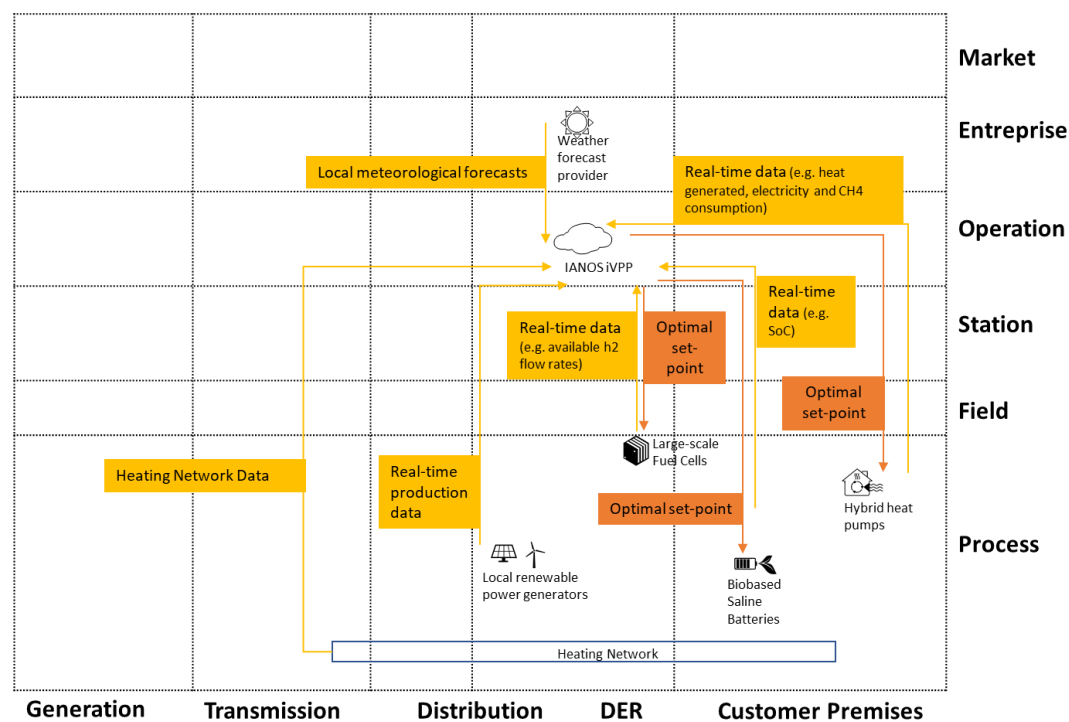 Market
Entreprise
Weather
forecast
provider
Local meteorological forecasts
Real-time data (e.g. heat
generated, electricity and CH4
consumption)
Operation
IANOS iVPP
Real-time
data (e.g.
SoC)
Station
Real-time data
(e.g. available h2
flow rates)
Optimal
set-
point
Optimal
set-point
Field
Large-scale
Fuel Cells
Heating Network Data
Real-time
production
data
Optimal set-point
Hybrid heat
pumps
Process
Local renewable
power generators
Biobased
Saline
Batteries
Heating Network
Generation
Transmission
Distribution
DER
Customer Premises